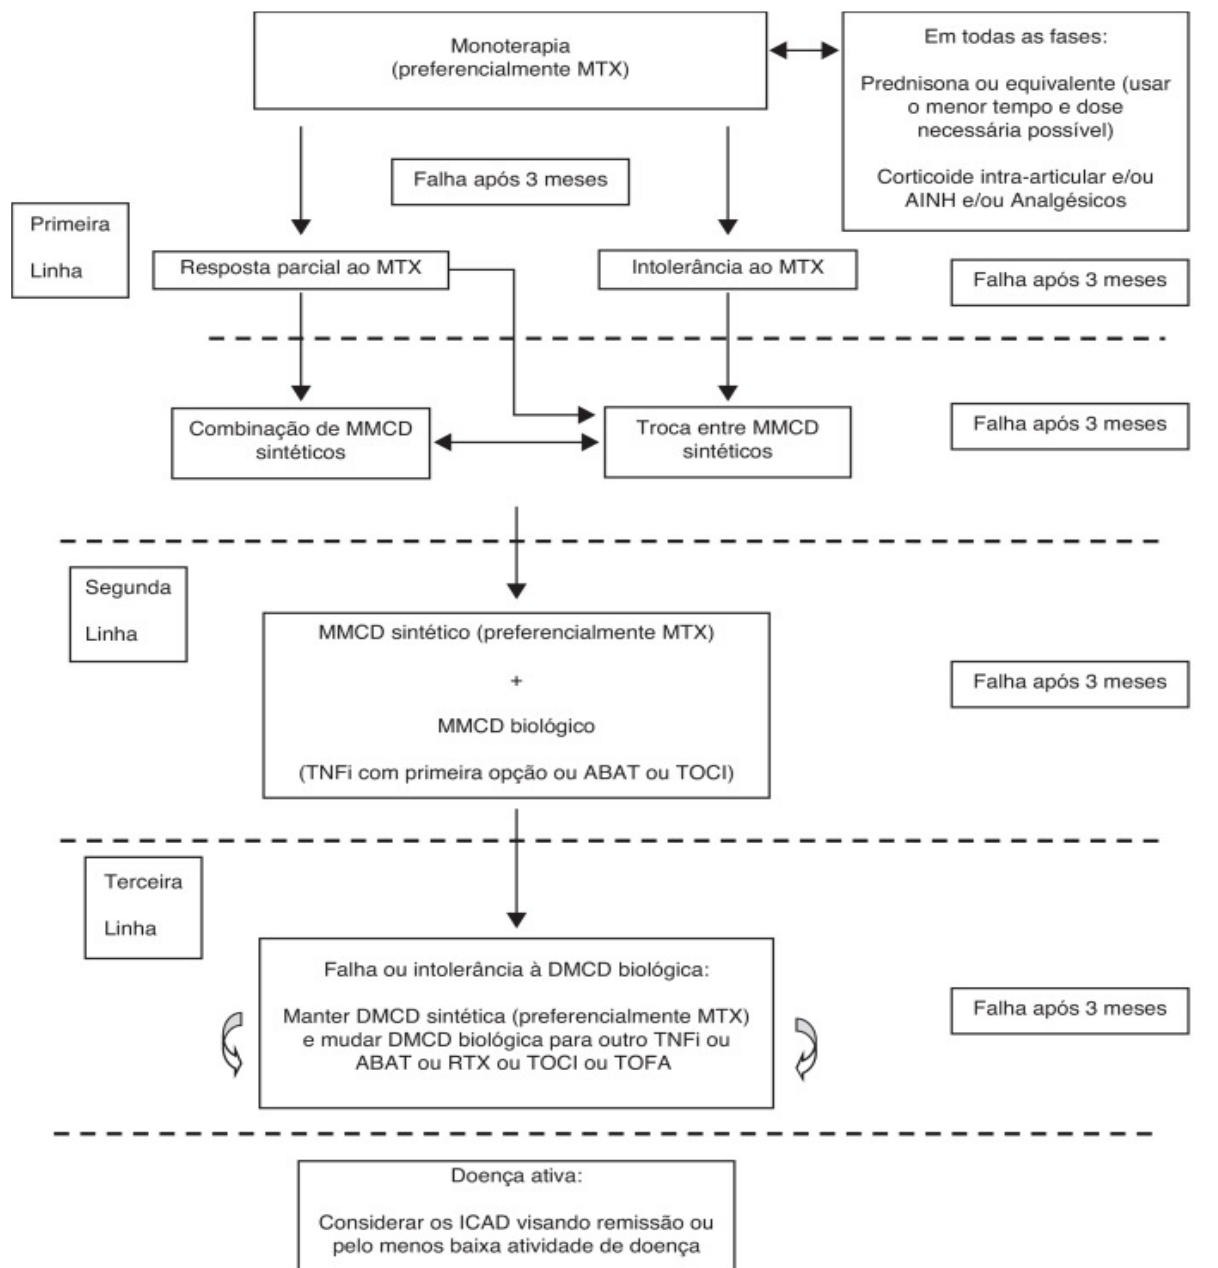 Monoterapia
(preferencialmente MTX)
Em todas as fases:
Prednisona ou equivalente (usar
o menor tempo e dose
necessária possível)
Corticoide intra-articular e/ou
AINH e/ou Analgésicos
Falha após 3 meses
Primeira
Linha
Resposta parcial ao MTX
Intolerância ao MTX
Falha após 3 meses
Combinação de MMCD
sintéticos
Troca entre MMCD
sintéticos
Falha após 3 meses
Segunda
Linha
MMCD sintético (preferencialmente MTX)
+
MMCD biológico
(TNFi com primeira opção ou ABAT ou TOCI)
Falha após 3 meses
Terceira
Linha
Falha ou intolerância à DMCD biológica:
Manter DMCD sintética (preferencialmente MTX)
e mudar DMCD biológica para outro TNFi ou
ABAT ou RTX ou TOCI ou TOFA
Falha após 3 meses
Doença ativa:
Considerar os ICAD visando remissão ou
pelo menos baixa atividade de doença